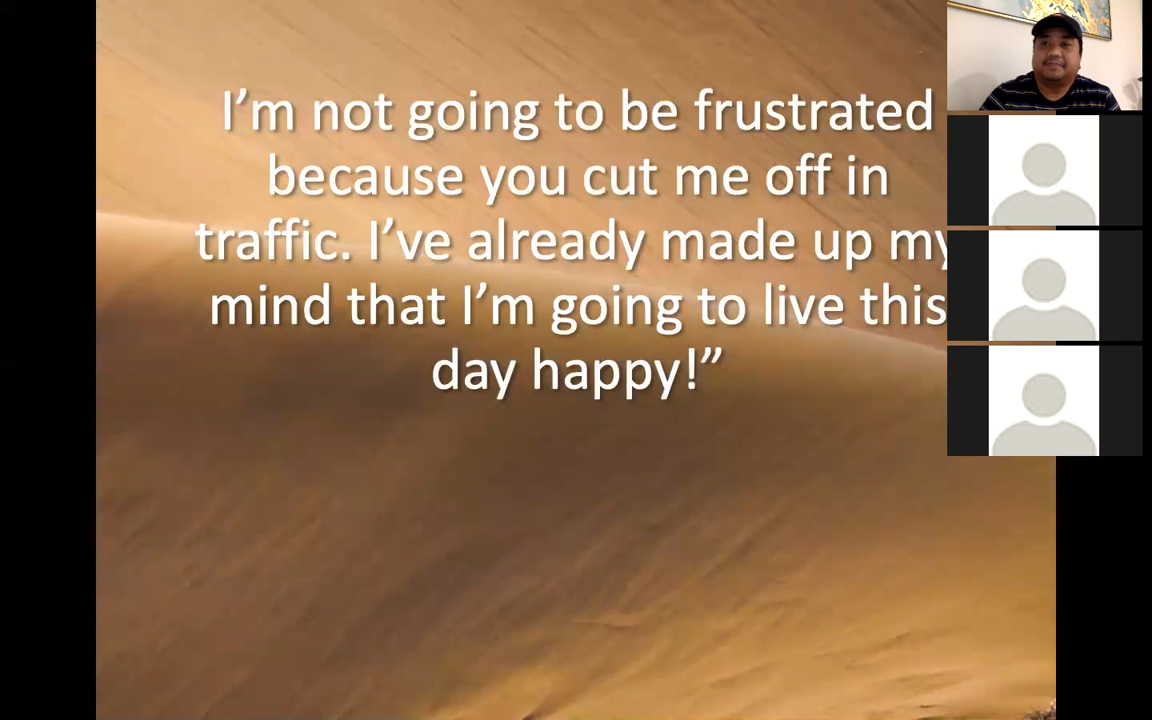 I’m not going to be frustrated
because you cut me off in
traffic. I’ve already made up my
mind that I’m going to live this
day happy!”